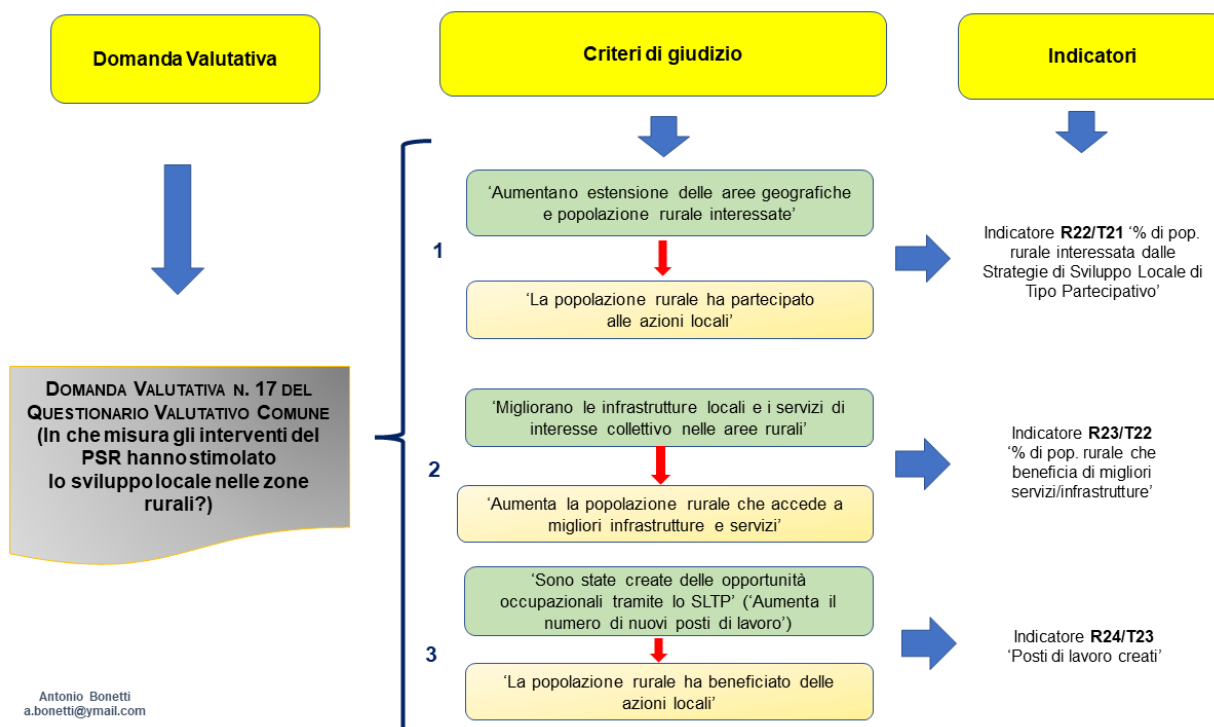 Domanda Valutativa
Criteri di giudizio
Indicatori
DOMANDA VALUTATIVA N. 17 DEL
QUESTIONARIO VALUTATIVO COMUNE
(In che misura gli interventi del
PSR hanno stimolato
lo sviluppo locale nelle zone
rurali?)
1
‘Aumentano estensione delle aree geografiche
e popolazione rurale interessate’
‘La popolazione rurale ha partecipato
alle azioni locali’
Indicatore R22/T21 ‘% di pop.
rurale interessata dalle
Strategie di Sviluppo Locale di
Tipo Partecipativo’
2
‘Migliorano le infrastrutture locali e i servizi di
interesse collettivo nelle aree rurali’
‘Aumenta la popolazione rurale che accede a
migliori infrastrutture e servizi’
Indicatore R23/T22
‘% di pop. rurale che
beneficia di migliori
servizi/infrastrutture’
3
‘Sono state create delle opportunità
occupazionali tramite lo SLTP’ (‘Aumenta il
numero di nuovi posti di lavoro’)
‘La popolazione rurale ha beneficiato delle
azioni locali’
Indicatore R24/T23
‘Posti di lavoro creati’
Antonio Bonetti
a.bonetti@ymail.com